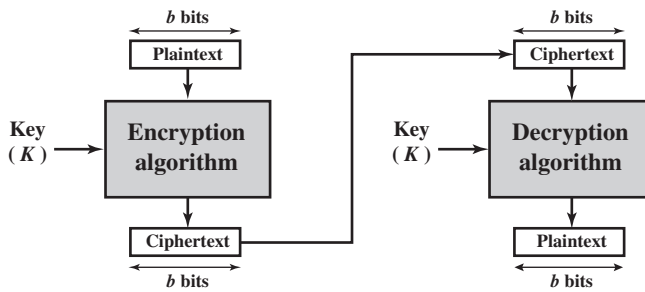 b bits
Plaintext
Key
( K )
Encryption
algorithm
Ciphertext
b bits
b bits
Ciphertext
Key
( K )
Decryption
algorithm
Plaintext
b bits